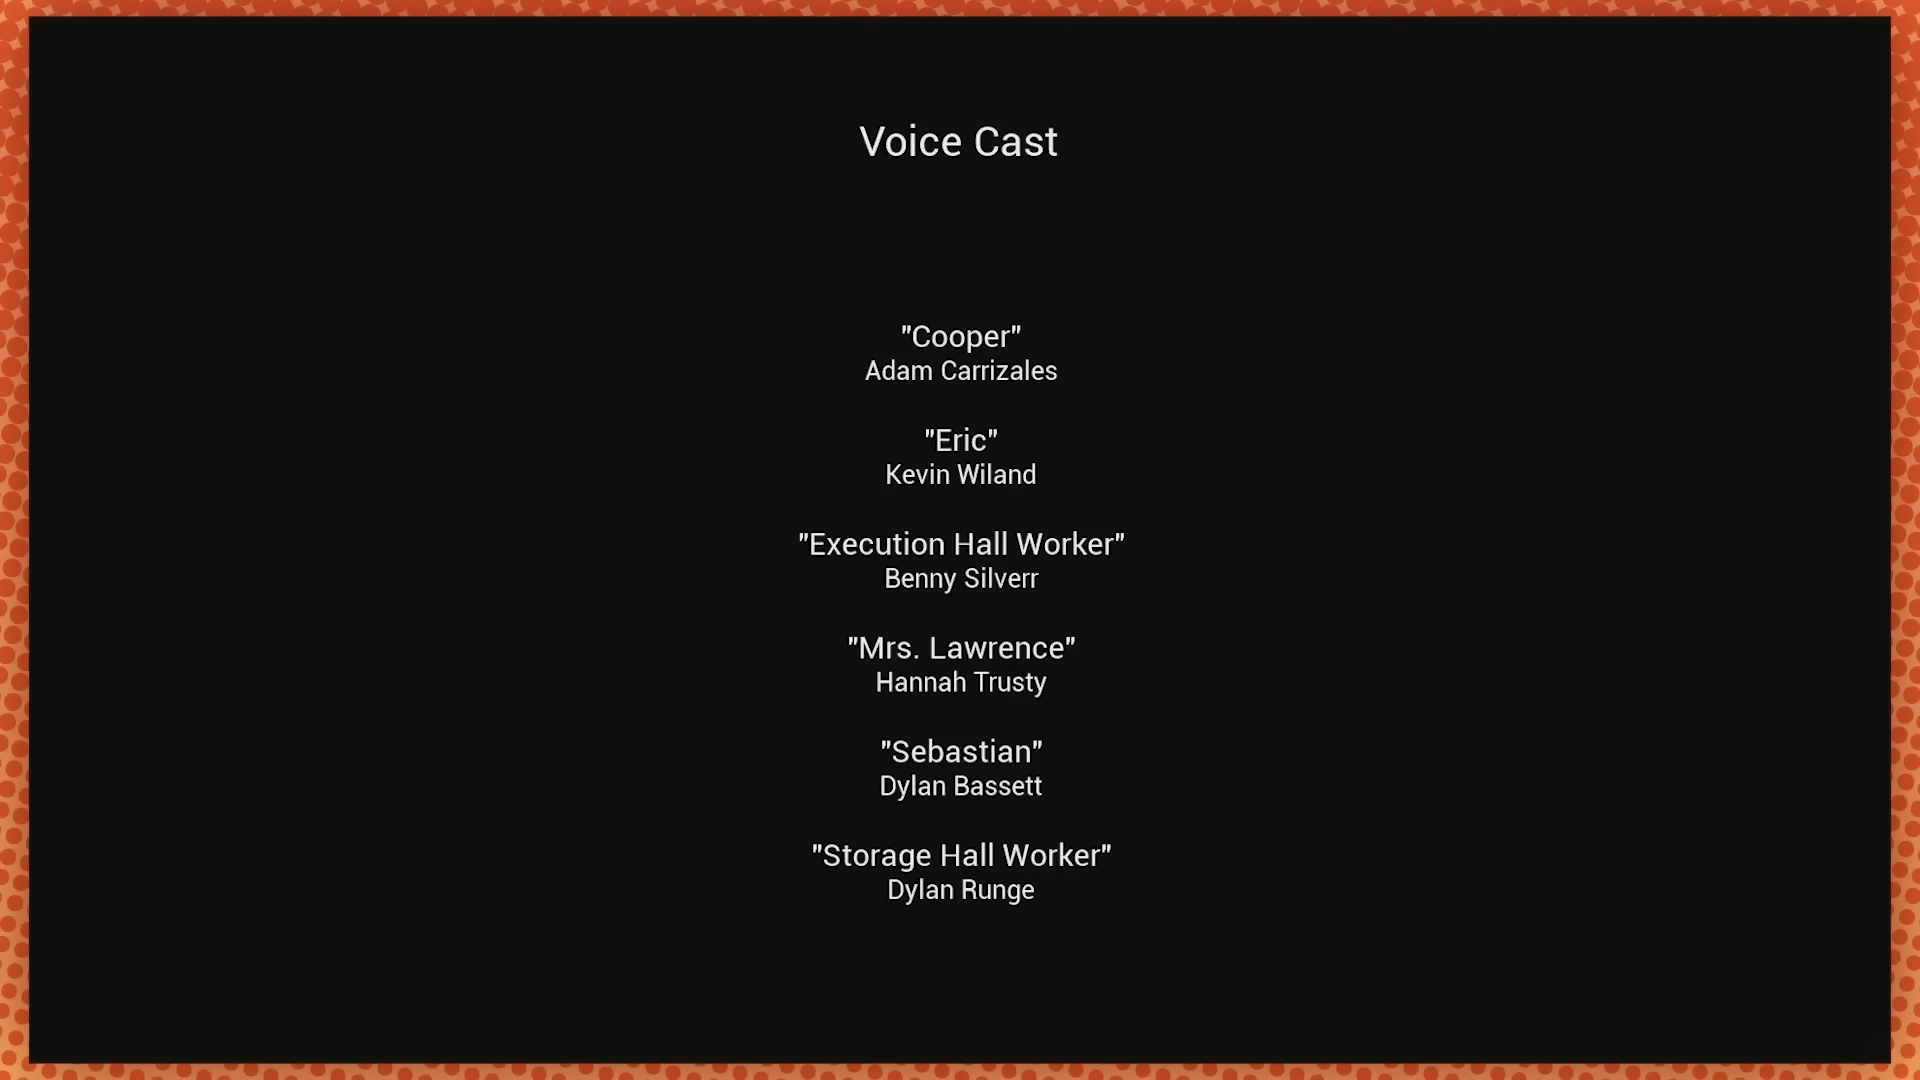 Voice Cast
"Cooper"
Adam Carrizales
"Eric"
Kevin Wiland
"Execution Hall Worker"
Benny Silverr
"Mrs. Lawrence"
Hannah Trusty
"Sebastian"
Dylan Bassett
"Storage Hall Worker"
Dylan Runge